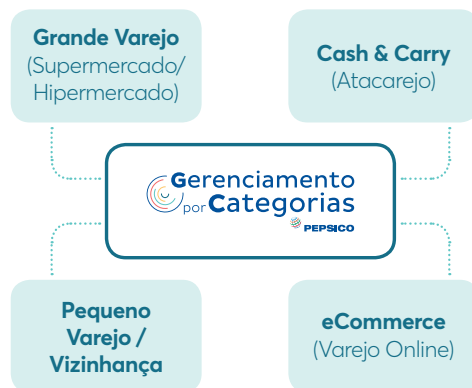 Grande Varejo
(Supermercado/
Hipermercado)
Cash & Carry
(Atacarejo)
Gerenciamento
por Categorias
PEPSICO
Pequeno
Varejo /
Vizinhança
eCommerce
(Varejo Online)